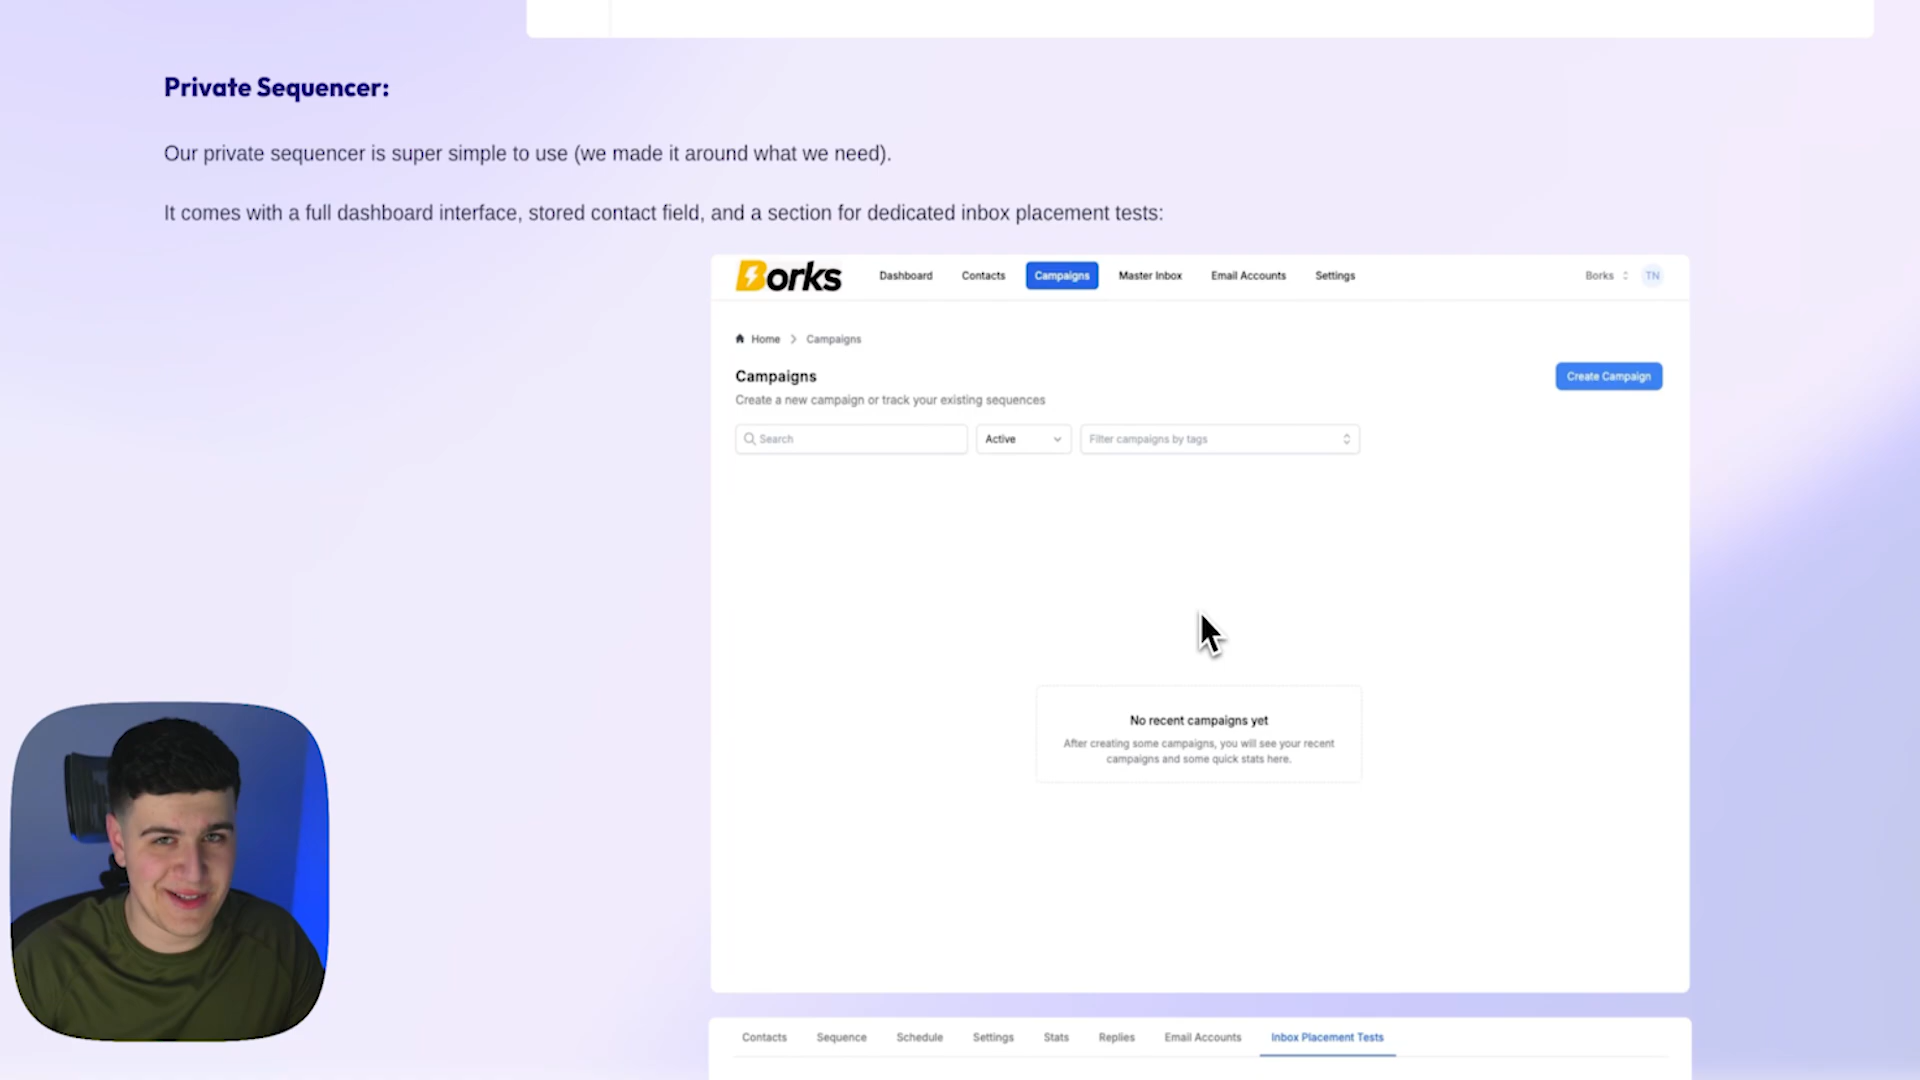 Private Sequencer:
Our private sequencer is super simple to use (we made it around what we need).
It comes with a full dashboard interface, stored contact field, and a section for dedicated inbox placement tests:
Borks Dashboard Contacts Campaigns Master Inbox Email Accounts Settings Borks TN
Home Campaigns
Campaigns
Create Campaign
Create a new campaign or track your existing sequences
Search Active Filter campaigns by tags
No recent campaigns yet
After creating some campaigns, you will see your recent
campaigns and some quick stats here.
Contacts Sequence Schedule Settings Stats Replies Email Accounts Inbox Placement Tests